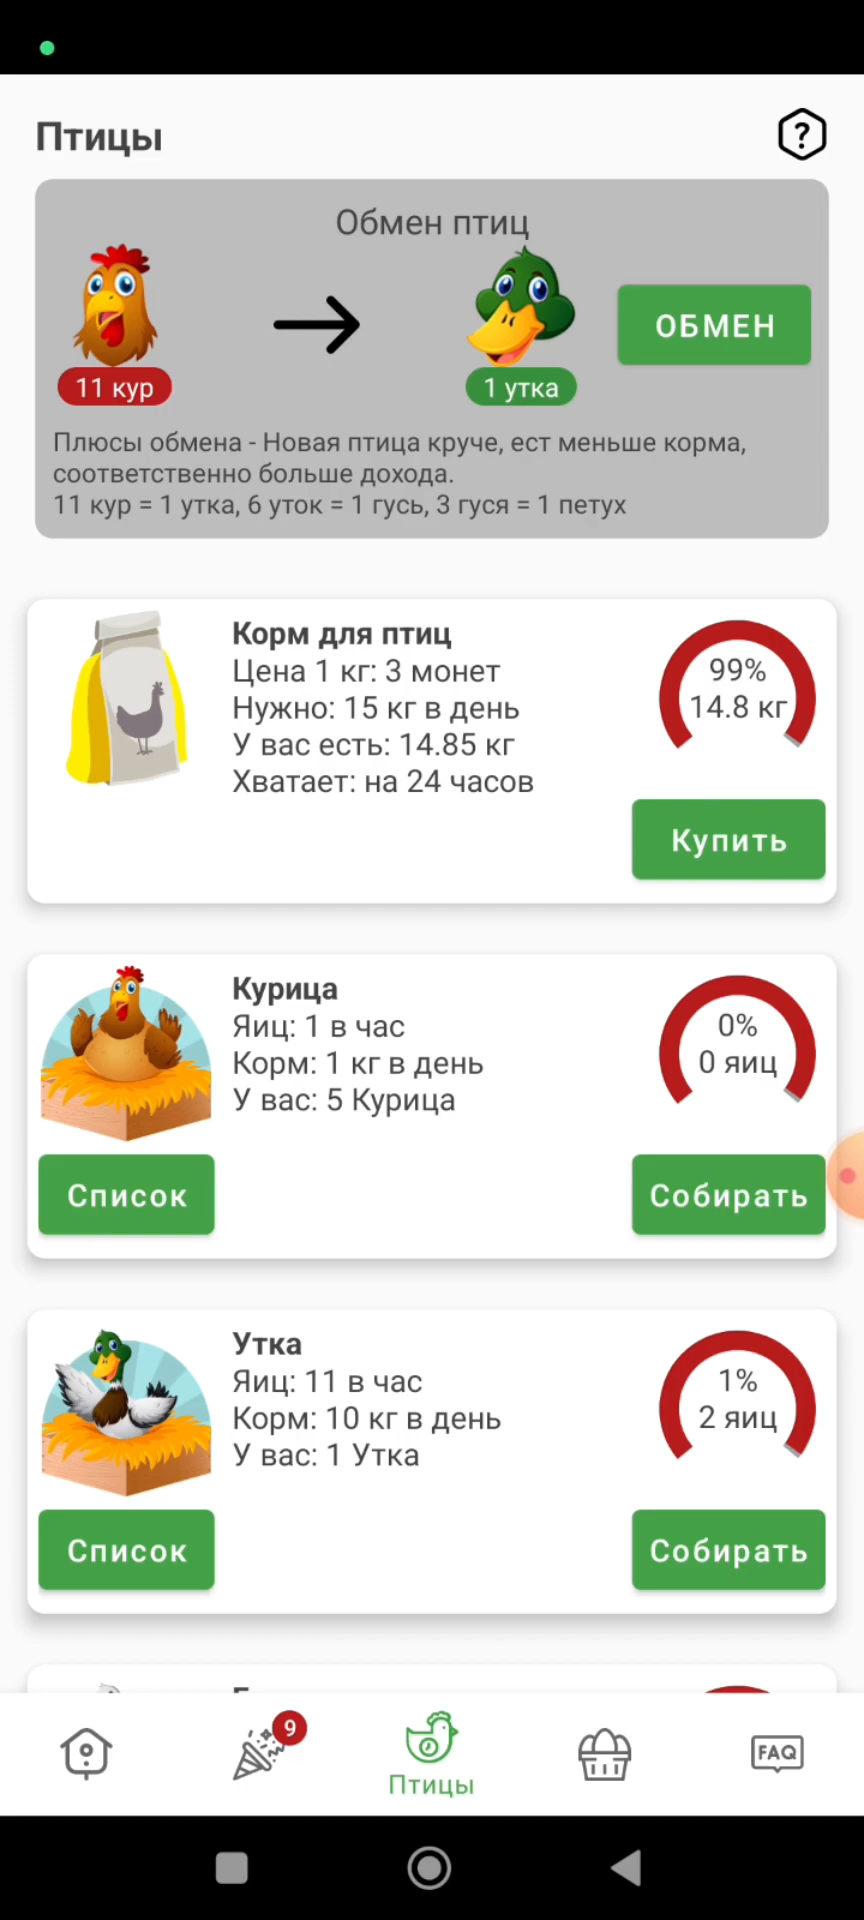 Птицы
?
Обмен птиц
11 кур
1 утка
ОБМЕН
Плюсы обмена - Новая птица круче, ест меньше корма,
соответственно больше дохода.
11 кур = 1 утка, 6 уток = 1 гусь, 3 гуся = 1 петух
Корм для птиц
Цена 1 кг: 3 монет
Нужно: 15 кг в день
У вас есть: 14.85 кг
Хватает: на 24 часов
99%
14.8 кг
Купить
Курица
Яиц: 1 в час
Корм: 1 кг в день
У вас: 5 Курица
0%
0 яиц
Список
Собирать
Утка
Яиц: 11 в час
Корм: 10 кг в день
У вас: 1 Утка
1%
2 яиц
Список
Собирать
9
Птицы
FAQ